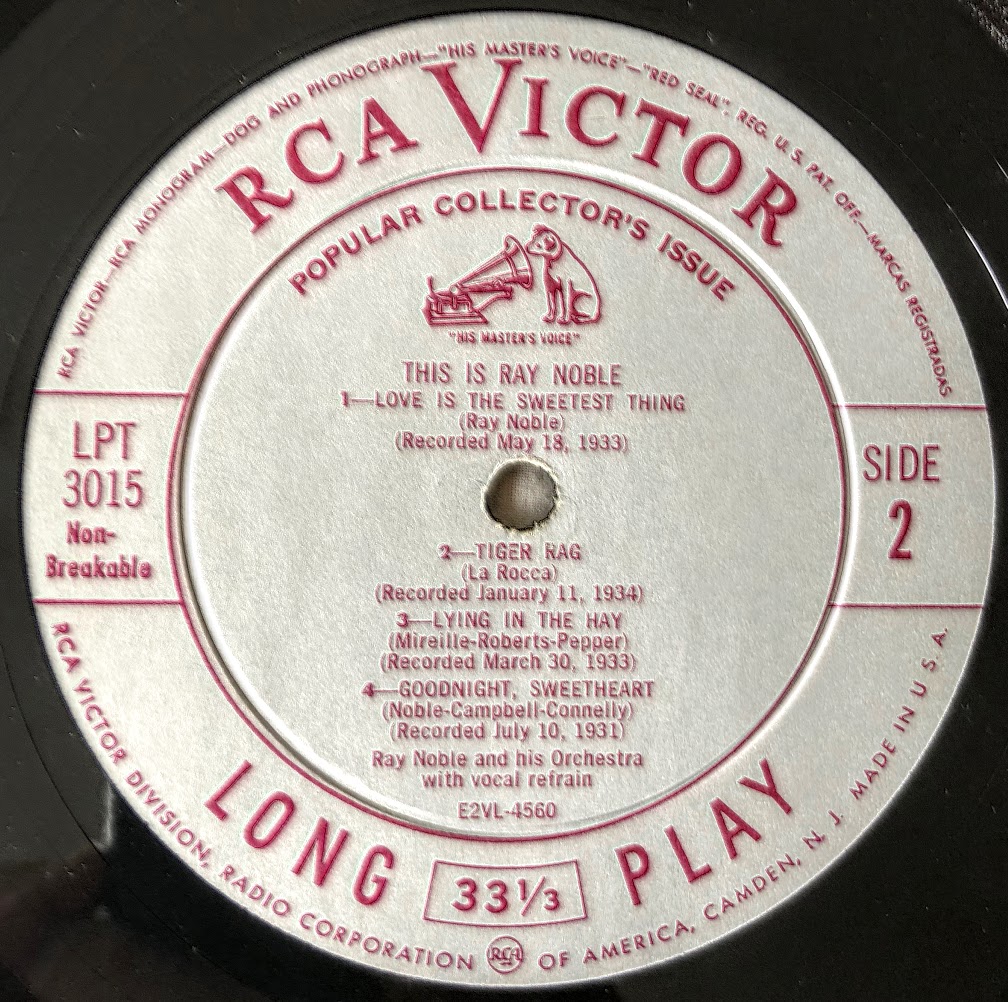 RCA VICTOR—RCA MONOGRAM—DOG AND PHONOGRAPH—"HIS MASTER'S VOICE"—"RED SEAL", REG. U. S. PAT. OFF.—MARCAS REGISTRADAS
RCA VICTOR
POPULAR COLLECTOR'S ISSUE
"HIS MASTER'S VOICE"
THIS IS RAY NOBLE
1—LOVE IS THE SWEETEST THING
(Ray Noble)
(Recorded May 18, 1933)
LPT
3015
Non-
Breakable
SIDE
2
2—TIGER RAG
(La Rocca)
(Recorded January 11, 1934)
3—LYING IN THE HAY
(Mireille-Roberts-Pepper)
(Recorded March 30, 1933)
4—GOODNIGHT, SWEETHEART
(Noble-Campbell-Connelly)
(Recorded July 10, 1931)
Ray Noble and his Orchestra
with vocal refrain
E2VL-4560
LONG 33 1/3 PLAY
RCA VICTOR DIVISION, RADIO CORPORATION RCA OF AMERICA, CAMDEN, N. J. MADE IN U. S. A.